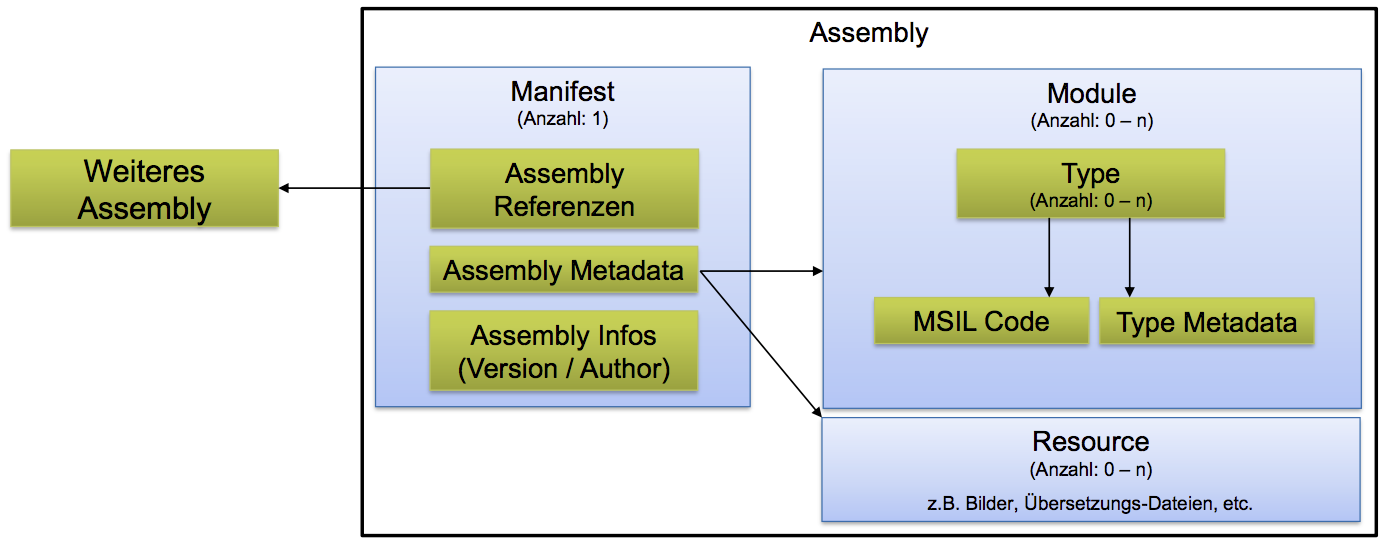 Assembly
Manifest
(Anzahl: 1)
Assembly
Referenzen
Assembly Metadata
Assembly Infos
(Version / Author)
Weiteres
Assembly
Module
(Anzahl: 0 – n)
Type
(Anzahl: 0 – n)
MSIL Code
Type Metadata
Resource
(Anzahl: 0 – n)
z.B. Bilder, Übersetzungs-Dateien, etc.